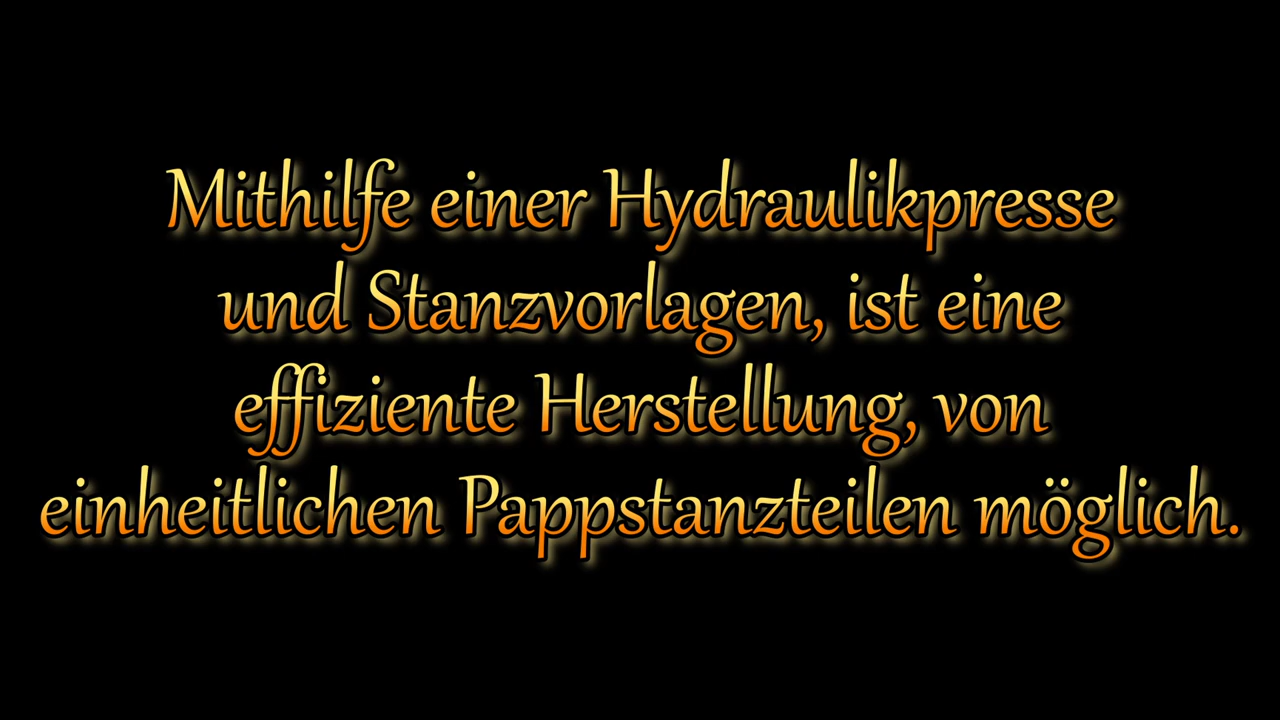 Mithilfe einer Hydraulikpresse
und Stanzvorlagen, ist eine
effiziente Herstellung, von
einheitlichen Pappstanzteilen möglich.